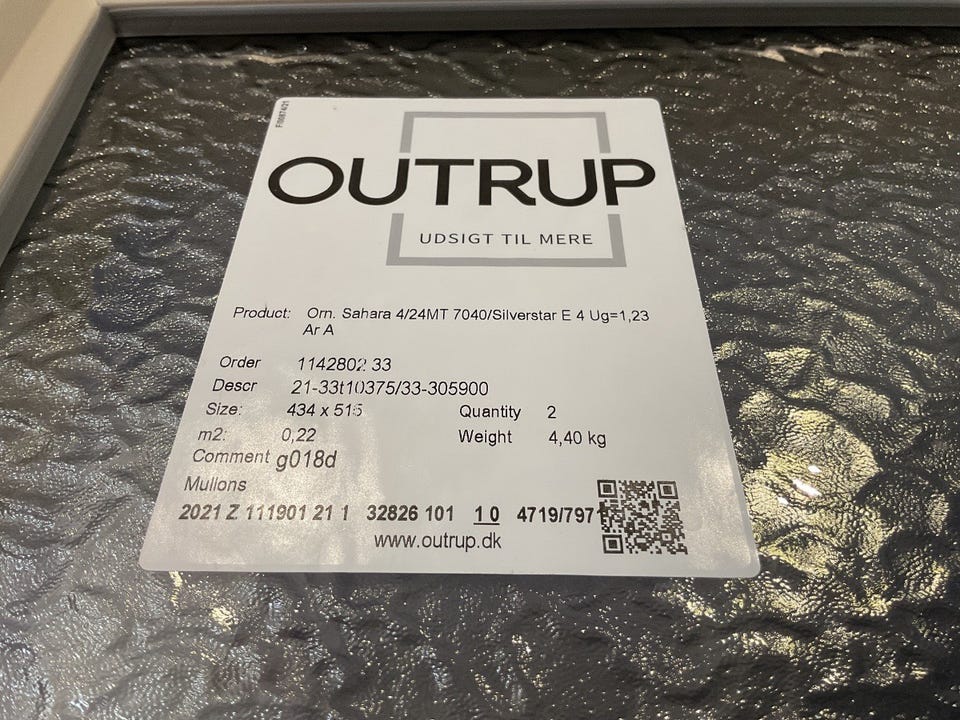 OUTRUP
UDSIGT TIL MERE
Product: Orn. Sahara 4/24MT 7040/Silverstar E 4 Ug=1,23
Ar A
Order 1142802 33
Descr 21-33t10375/33-305900
Size: 434 x 515
Quantity 2
m2: 0,22
Weight 4,40 kg
Comment g018d
Mullons
2021 Z 111901 21 1 32826 101 1 0 4719/7971
www.outrup.dk